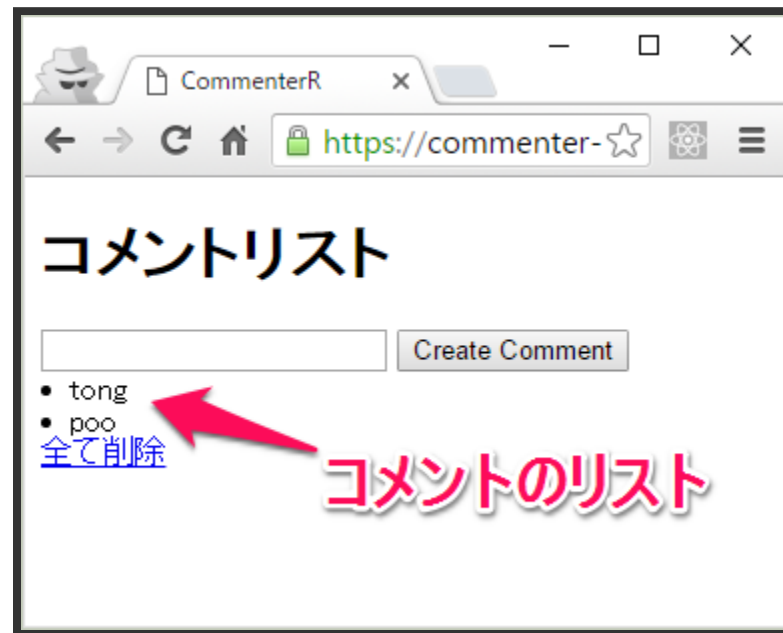 CommenterR
https://commenter-
コメントリスト
Create Comment
tong
poo
全て削除
コメントのリスト